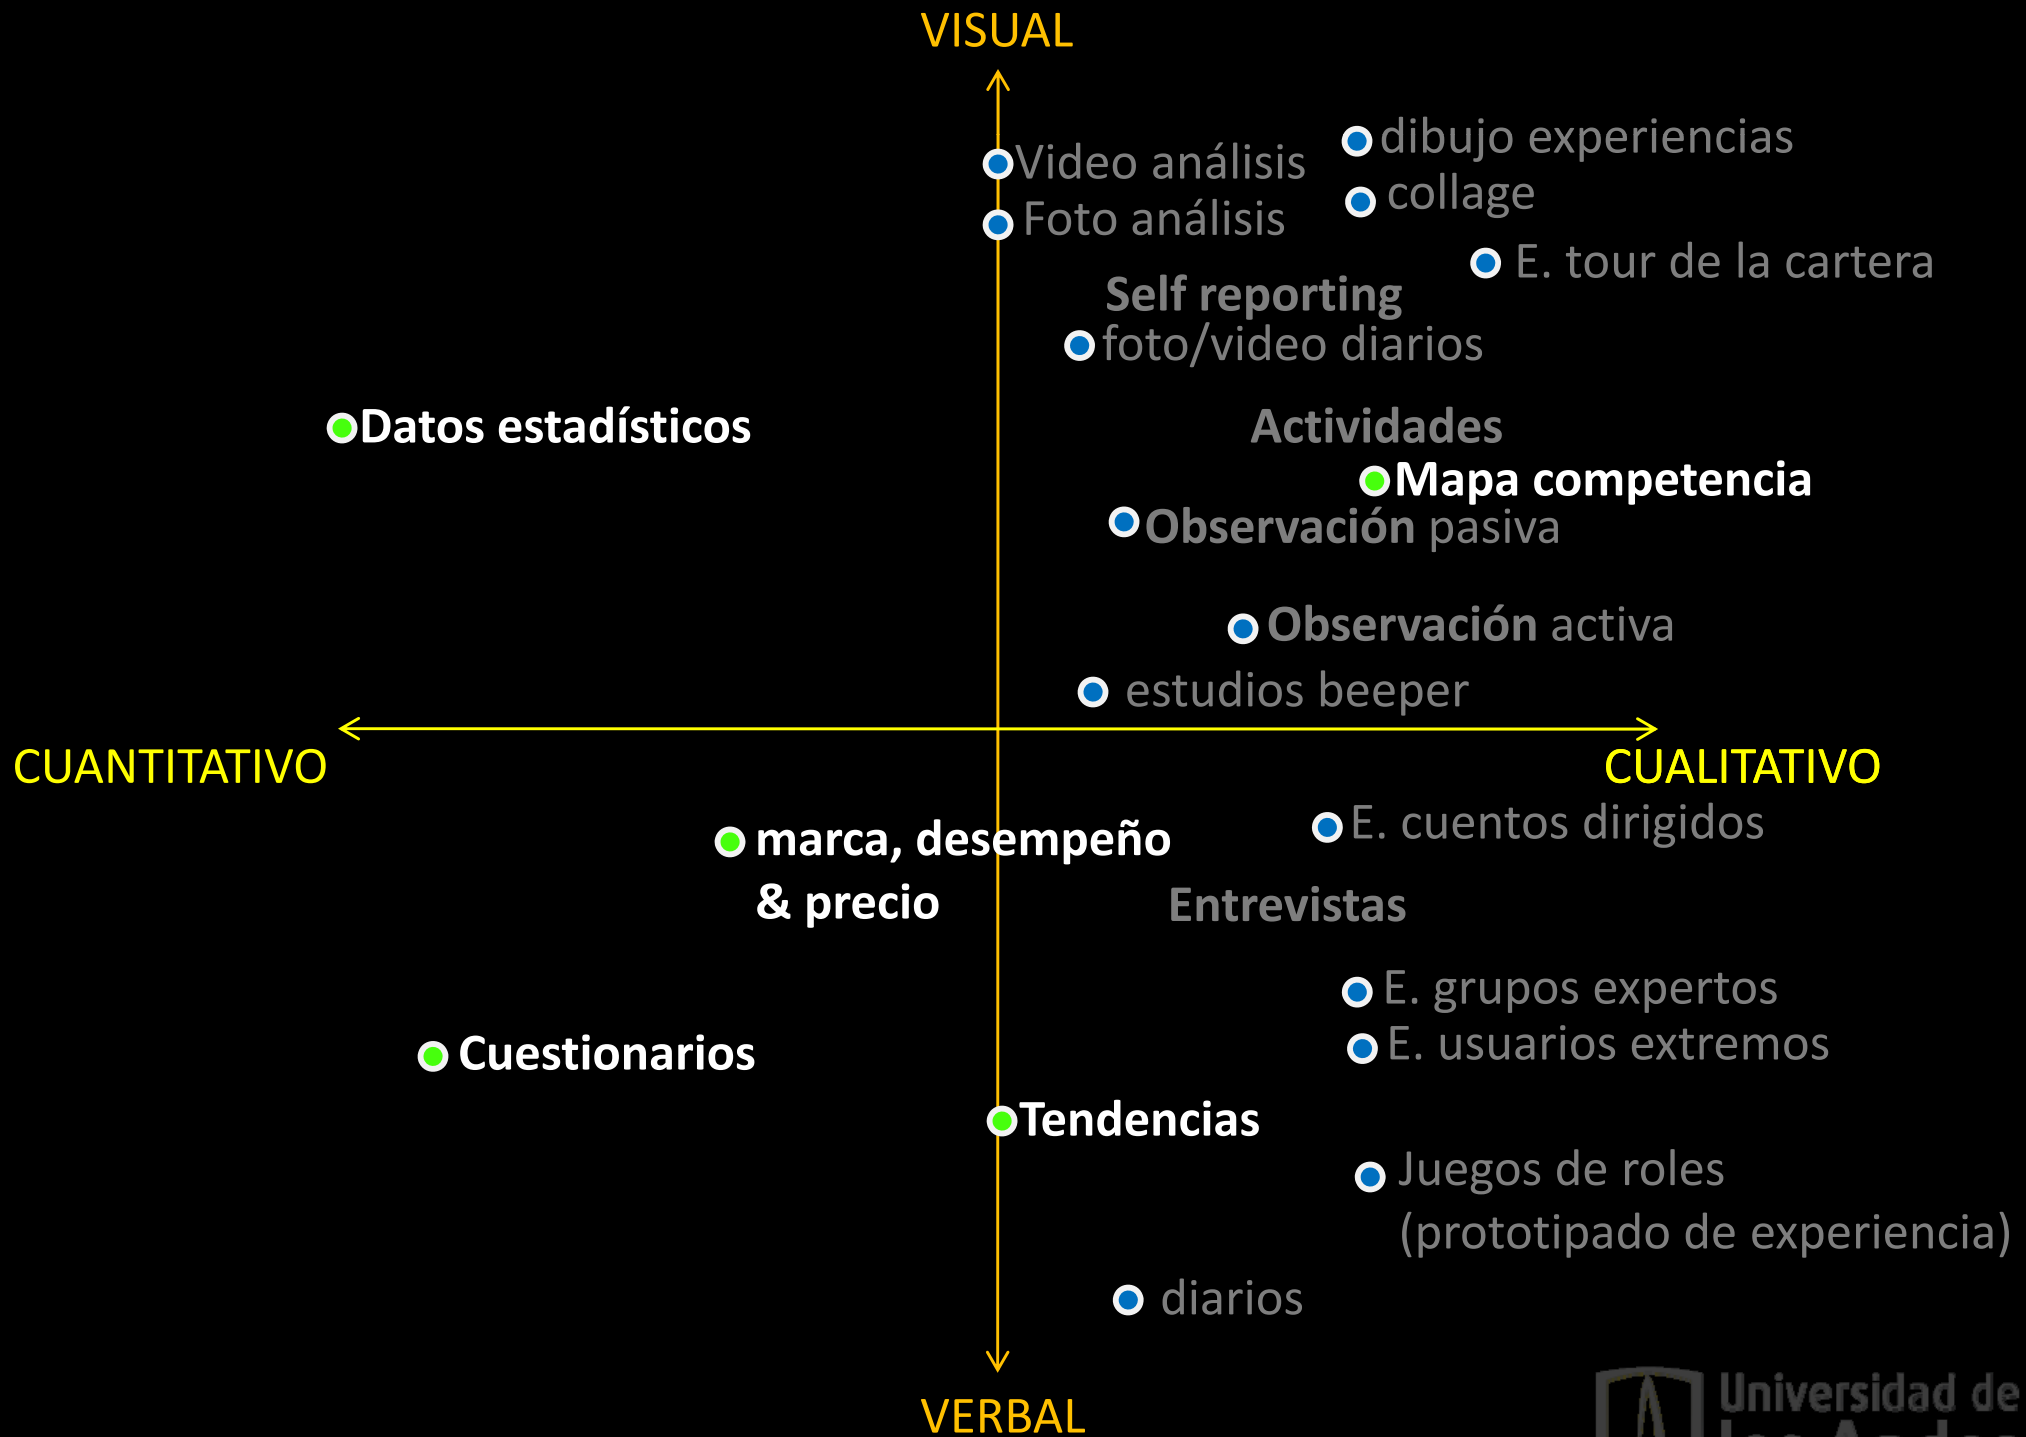 VISUAL
dibujo experiencias
Video análisis
collage
Foto análisis
E. tour de la cartera
Self reporting
foto/video diarios
Datos estadísticos
Actividades
Mapa competencia
Observación pasiva
Observación activa
estudios beeper
CUANTITATIVO
CUALITATIVO
E. cuentos dirigidos
marca, desempeño
& precio
Entrevistas
E. grupos expertos
E. usuarios extremos
Cuestionarios
Tendencias
Juegos de roles
(prototipado de experiencia)
diarios
VERBAL
Universidad de